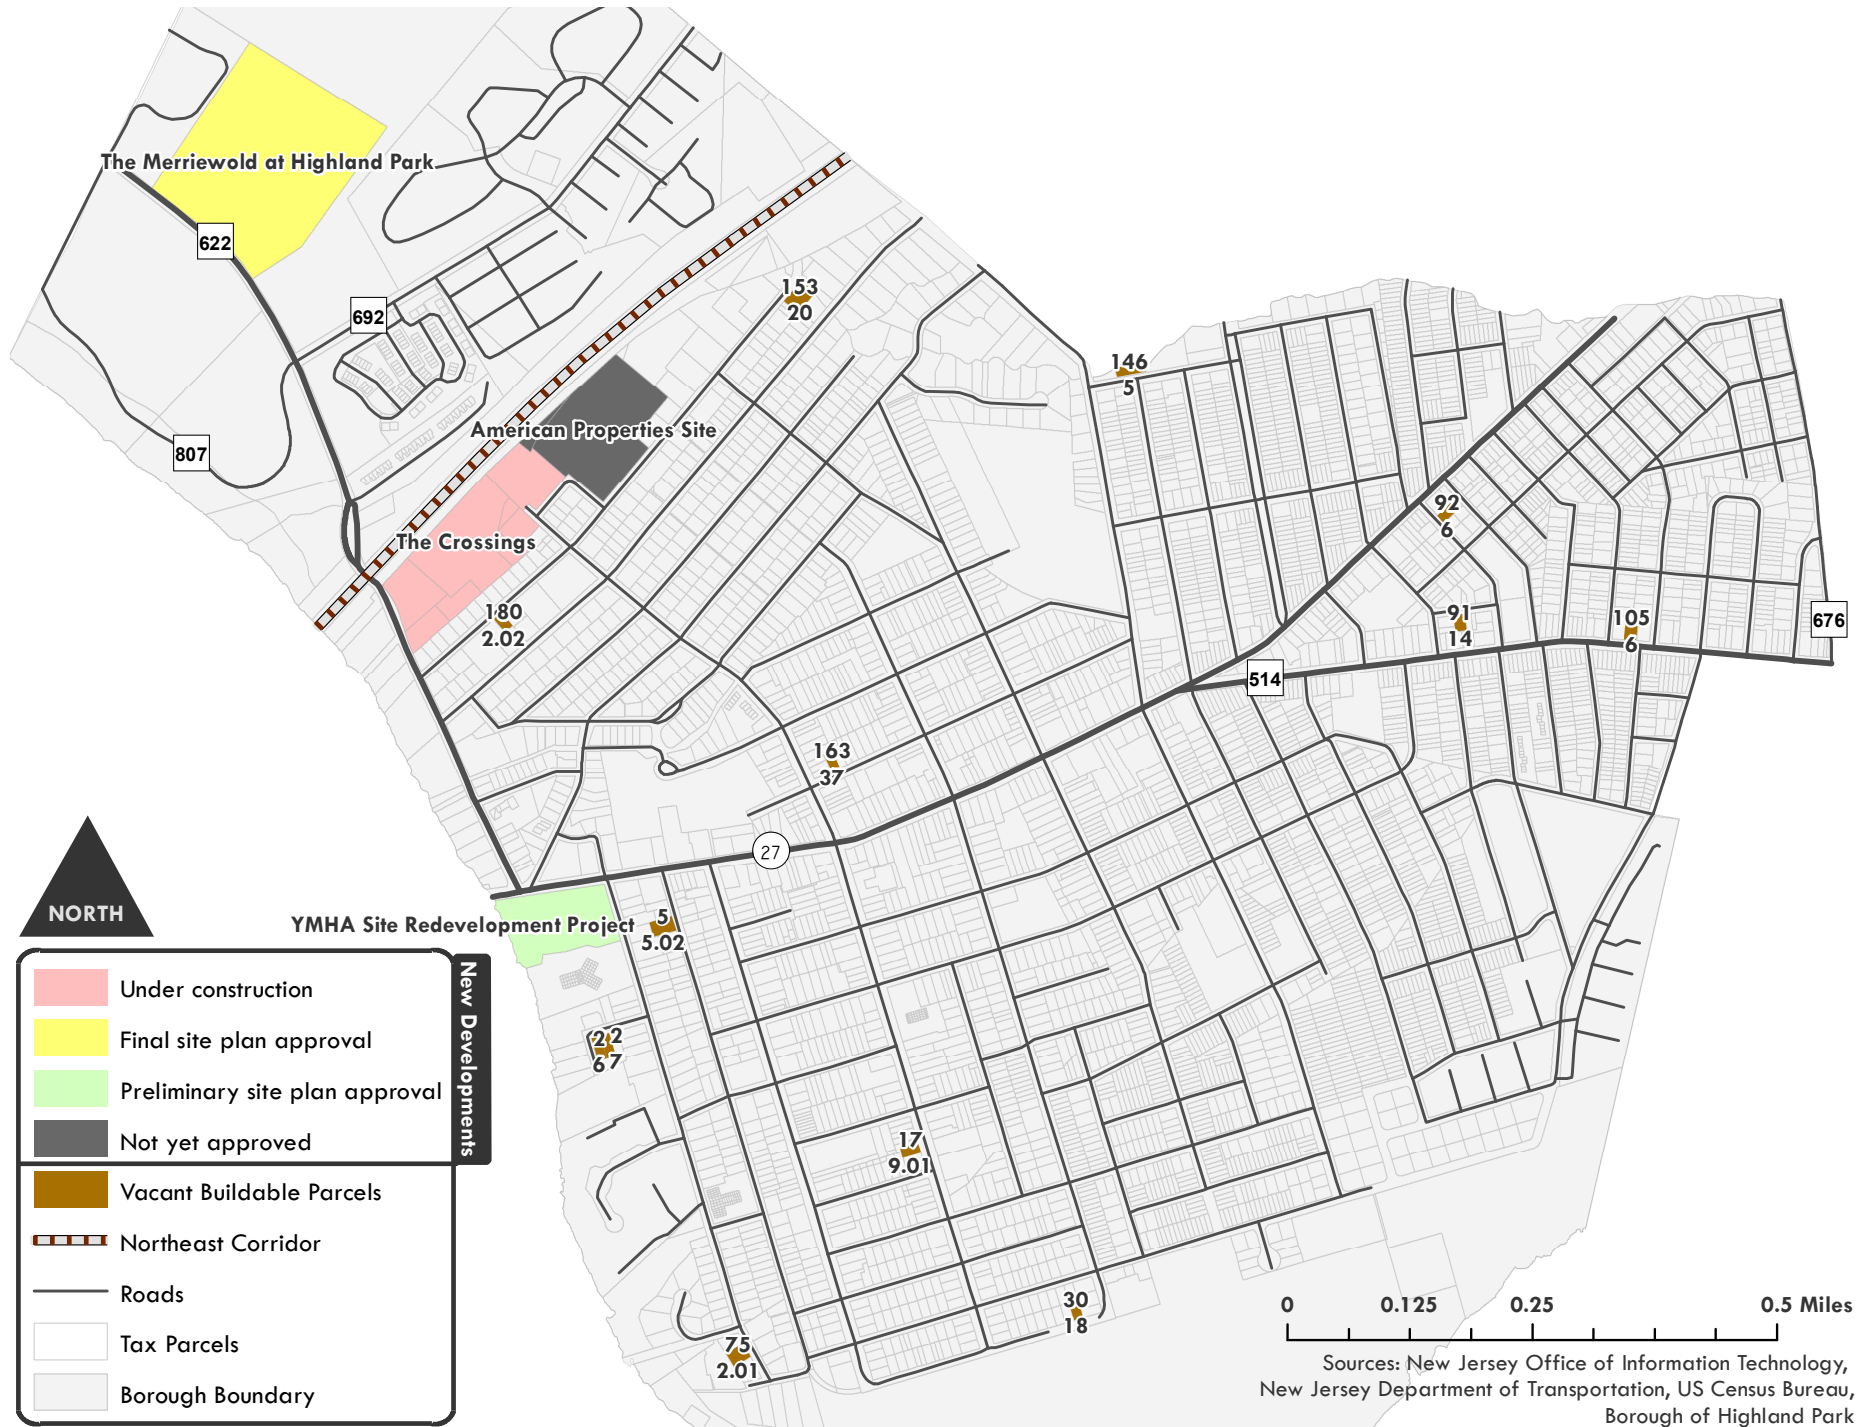 The Merriewold at Highland Park
622
692
807
153
20
146
5
American Properties Site
The Crossings
92
6
180
2.02
91
14
105
6
676
514
163
37
27
NORTH
YMHA Site Redevelopment Project
5
5.02
22
67
17
9.01
30
18
75
2.01
New Developments
Under construction
Final site plan approval
Preliminary site plan approval
Not yet approved
Vacant Buildable Parcels
Northeast Corridor
Roads
Tax Parcels
Borough Boundary
0 0.125 0.25 0.5 Miles
Sources: New Jersey Office of Information Technology,
New Jersey Department of Transportation, US Census Bureau,
Borough of Highland Park